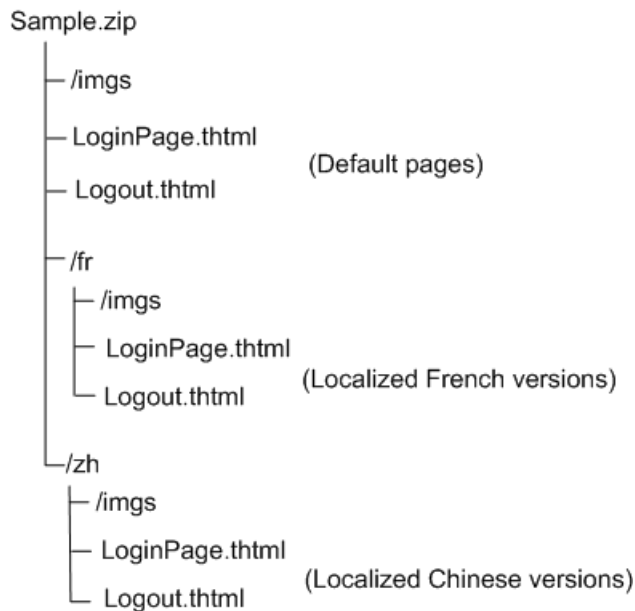 Sample.zip
/imgs
LoginPage.thtml
(Default pages)
Logout.thtml
/fr
/imgs
LoginPage.thtml
(Localized French versions)
Logout.thtml
/zh
/imgs
LoginPage.thtml
(Localized Chinese versions)
Logout.thtml